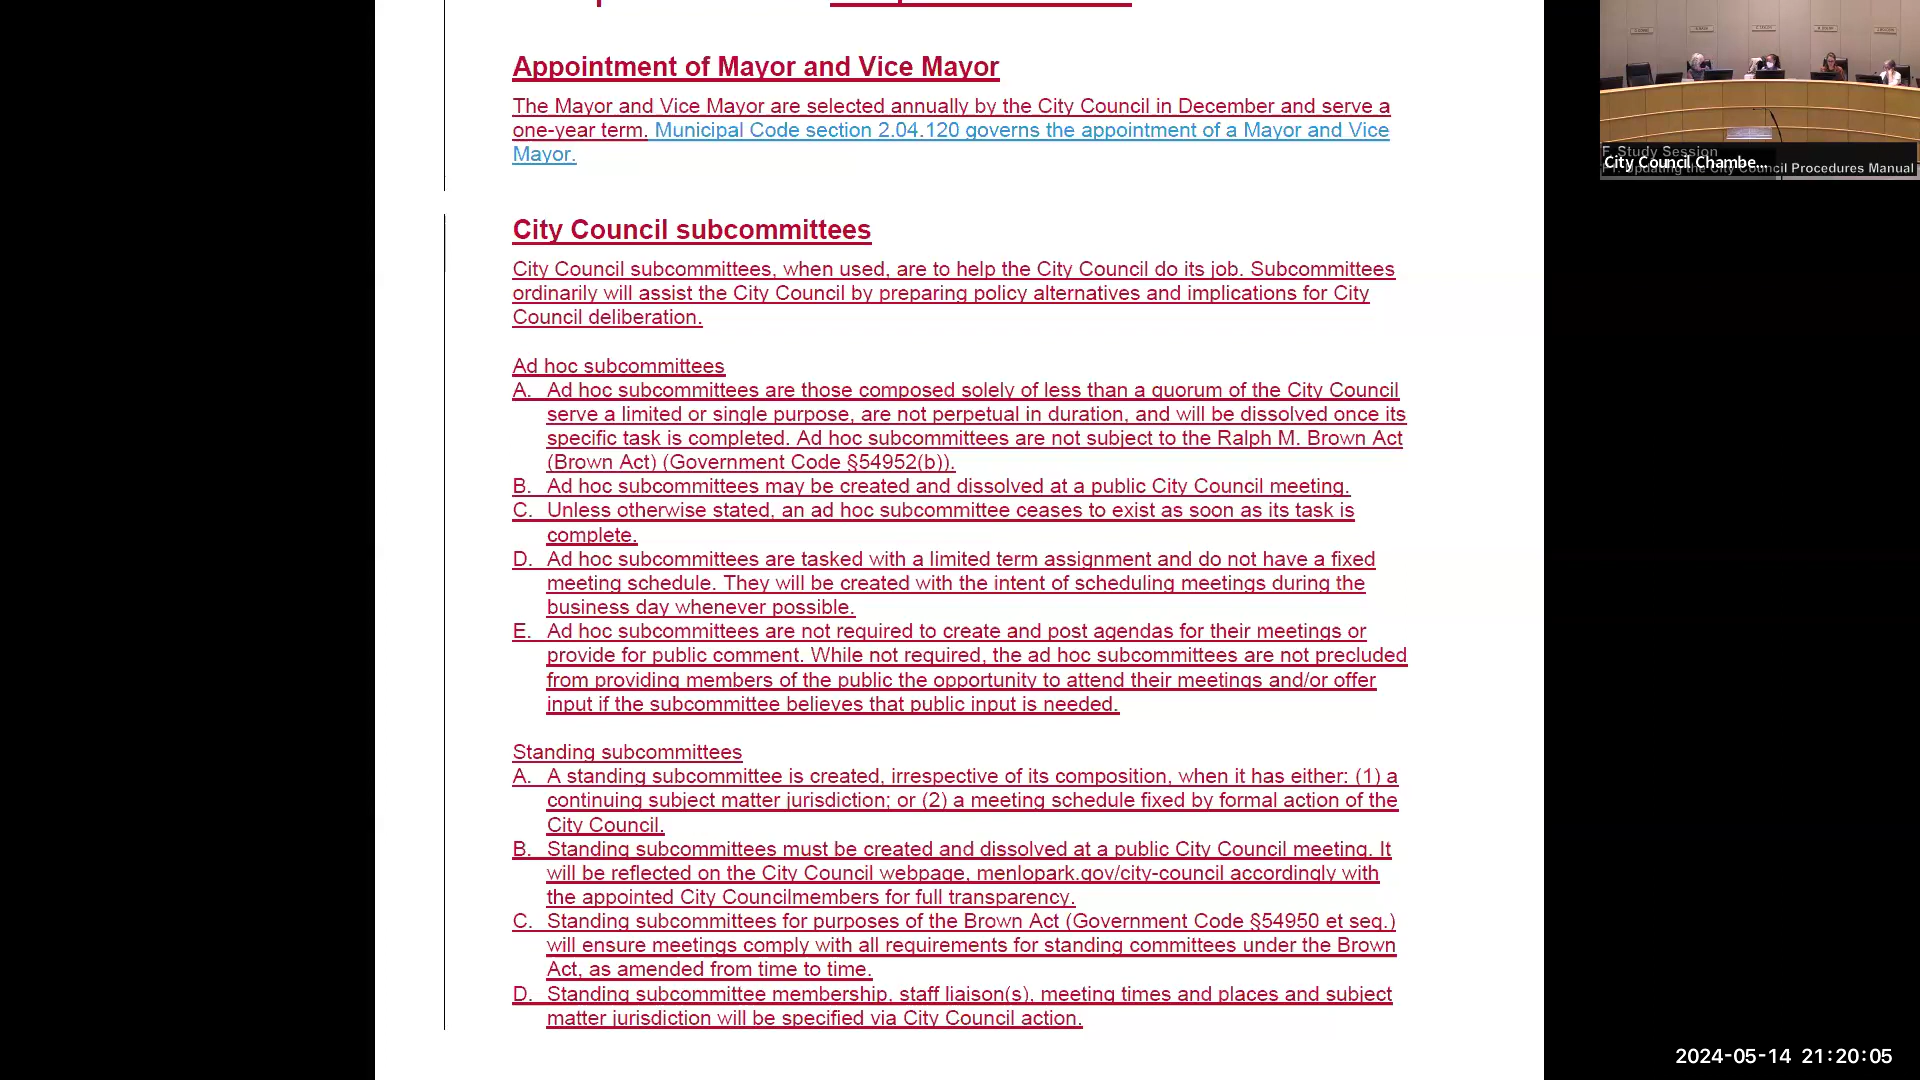 Appointment of Mayor and Vice Mayor
The Mayor and Vice Mayor are selected annually by the City Council in December and serve a
one-year term. Municipal Code section 2.04.120 governs the appointment of a Mayor and Vice
Mayor.
City Council subcommittees
City Council subcommittees, when used, are to help the City Council do its job. Subcommittees
ordinarily will assist the City Council by preparing policy alternatives and implications for City
Council deliberation.
Ad hoc subcommittees
A. Ad hoc subcommittees are those composed solely of less than a quorum of the City Council
serve a limited or single purpose, are not perpetual in duration, and will be dissolved once its
specific task is completed. Ad hoc subcommittees are not subject to the Ralph M. Brown Act
(Brown Act) (Government Code §54952(b)).
B. Ad hoc subcommittees may be created and dissolved at a public City Council meeting.
C. Unless otherwise stated, an ad hoc subcommittee ceases to exist as soon as its task is
complete.
D. Ad hoc subcommittees are tasked with a limited term assignment and do not have a fixed
meeting schedule. They will be created with the intent of scheduling meetings during the
business day whenever possible.
E. Ad hoc subcommittees are not required to create and post agendas for their meetings or
provide for public comment. While not required, the ad hoc subcommittees are not precluded
from providing members of the public the opportunity to attend their meetings and/or offer
input if the subcommittee believes that public input is needed.
Standing subcommittees
A. A standing subcommittee is created, irrespective of its composition, when it has either: (1) a
continuing subject matter jurisdiction; or (2) a meeting schedule fixed by formal action of the
City Council.
B. Standing subcommittees must be created and dissolved at a public City Council meeting. It
will be reflected on the City Council webpage, menlopark.gov/city-council accordingly with
the appointed City Councilmembers for full transparency.
C. Standing subcommittees for purposes of the Brown Act (Government Code §54950 et seq.)
will ensure meetings comply with all requirements for standing committees under the Brown
Act, as amended from time to time.
D. Standing subcommittee membership, staff liaison(s), meeting times and places and subject
matter jurisdiction will be specified via City Council action.
F. Study Session
City Council Chambe...
Updating the City Council Procedures Manual
2024-05-14 21:20:05